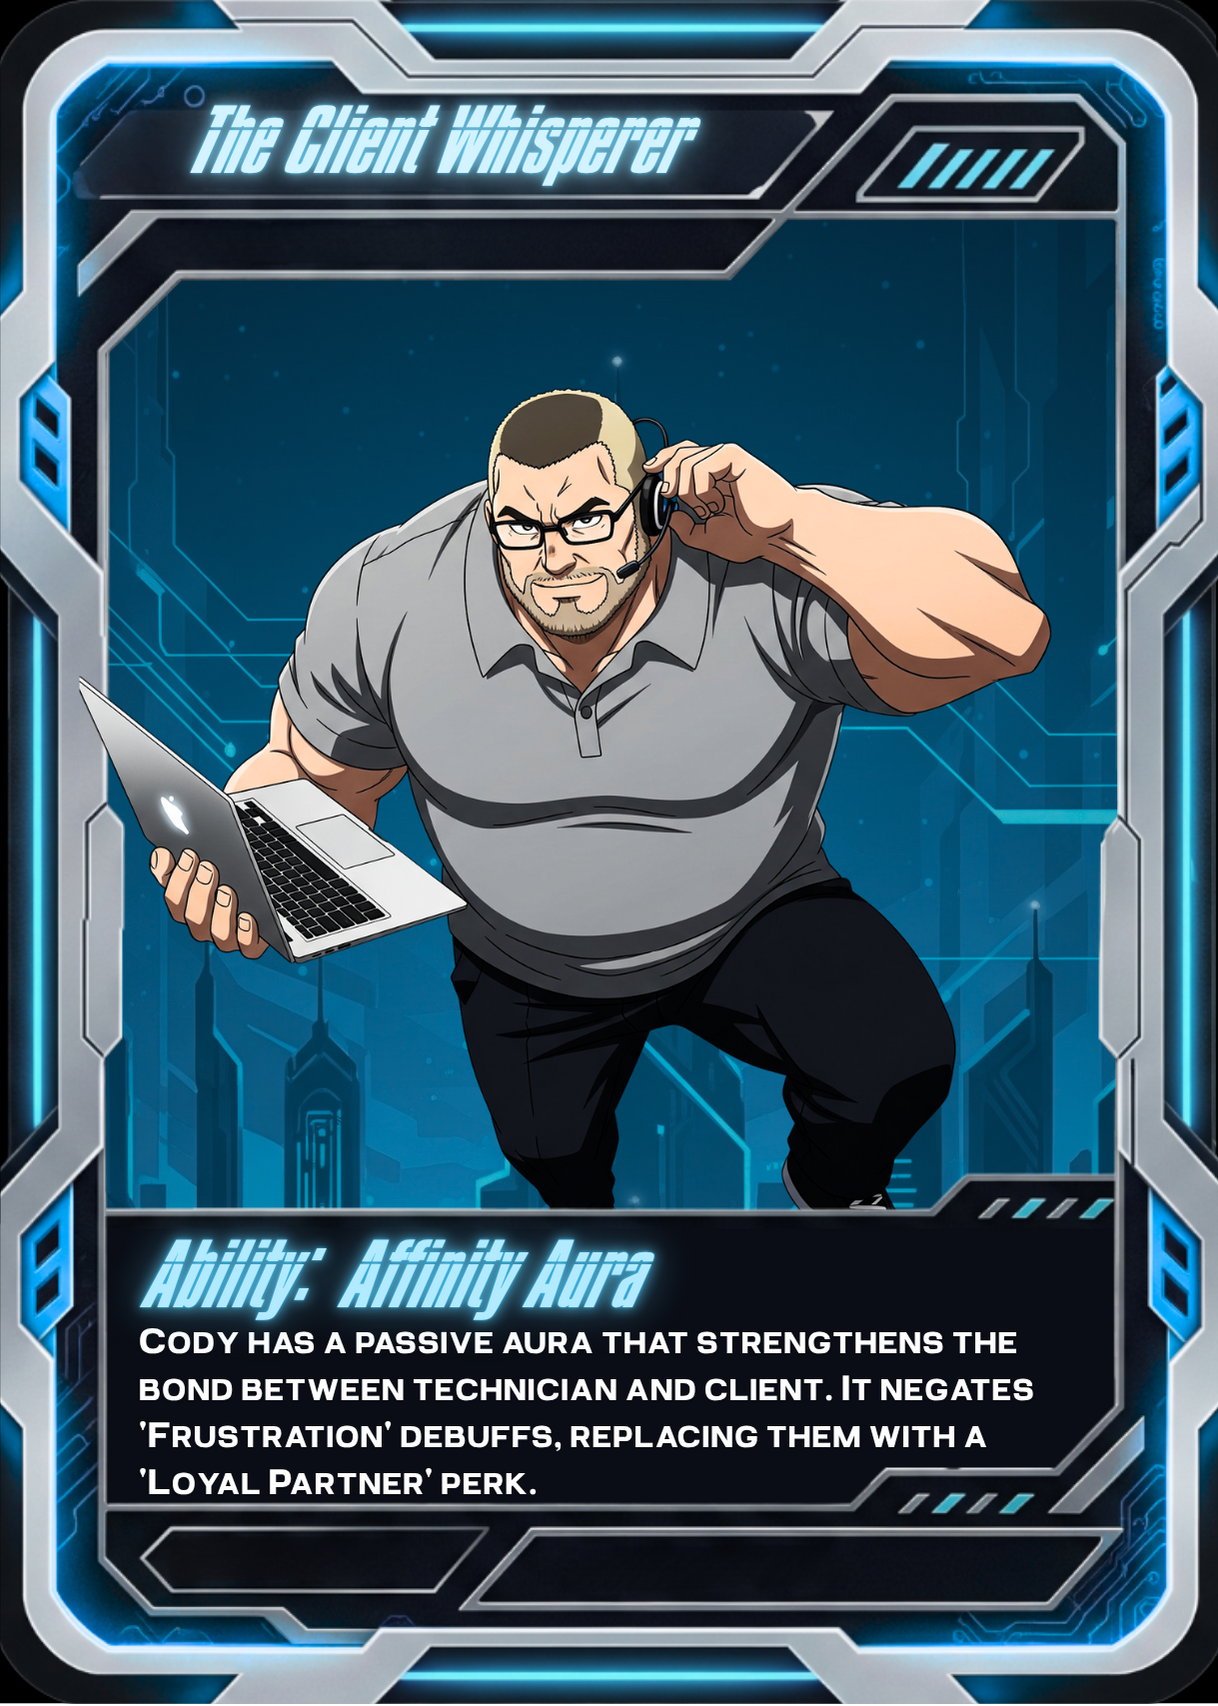 The Client Whisperer
Ability: Affinity Aura
Cody has a passive aura that strengthens the
bond between technician and client. It negates
'Frustration' debuffs, replacing them with a
'Loyal Partner' perk.